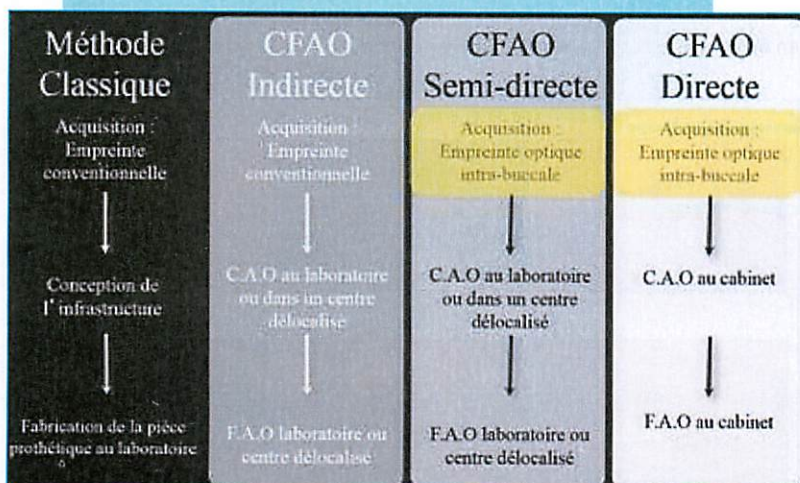 Méthode
Classique
Acquisition :
Empreinte
conventionnelle
Conception de
l'infrastructure
Fabrication de la pièce
prothétique au laboratoire
CFAO
Indirecte
Acquisition :
Empreinte
conventionnelle
C.A.O au laboratoire
ou dans un centre
délocalisé
F.A.O laboratoire ou
centre délocalisé
CFAO
Semi-directe
Acquisition :
Empreinte optique
intra-buccale
C.A.O au laboratoire
ou dans un centre
délocalisé
F.A.O laboratoire ou
centre délocalisé
CFAO
Directe
Acquisition :
Empreinte optique
intra-buccale
C.A.O au cabinet
F.A.O au cabinet